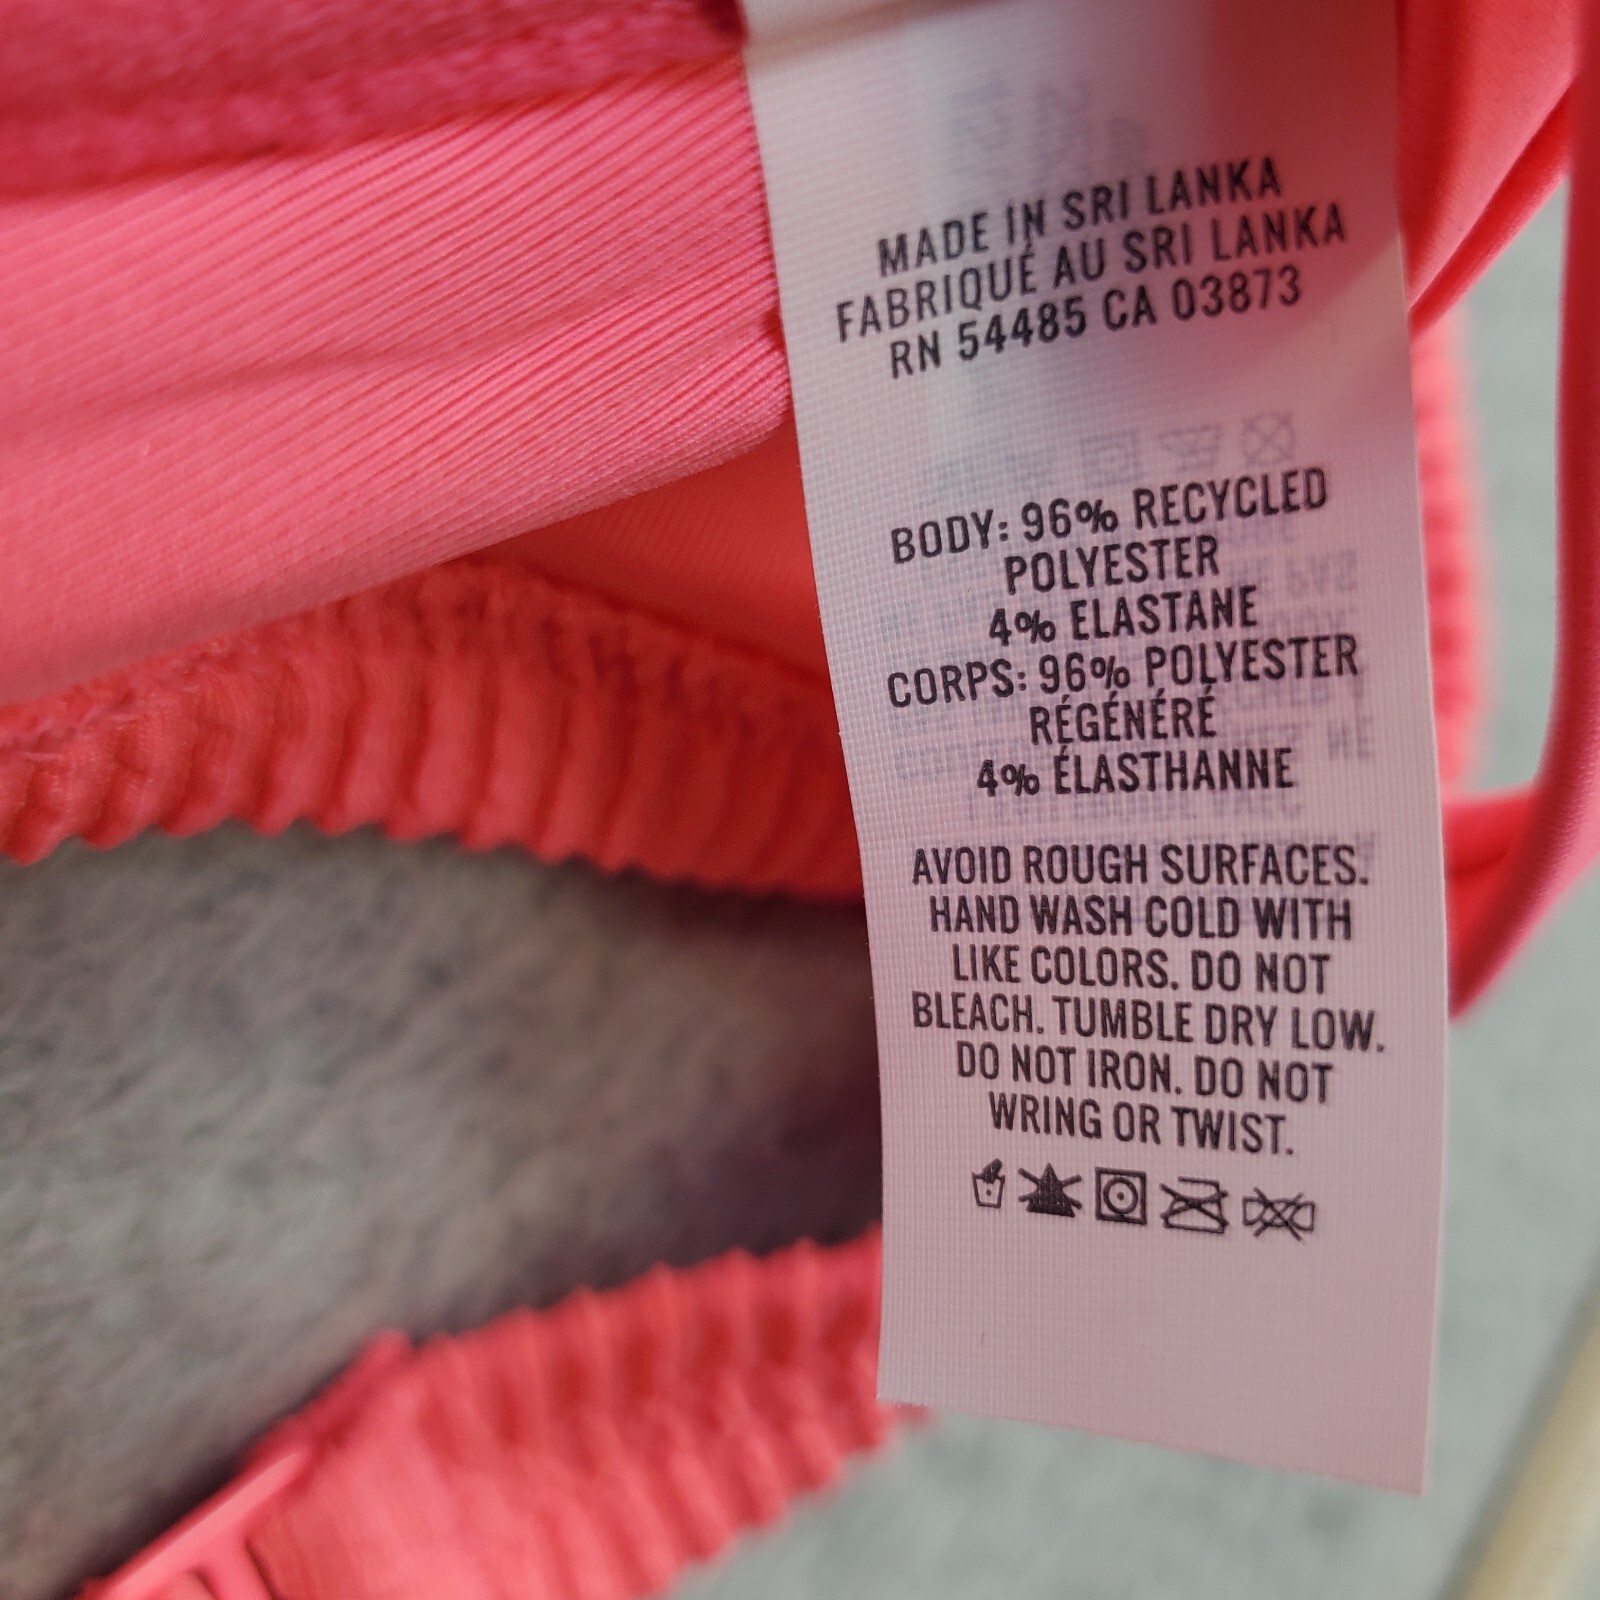 MADE IN SRI LANKA
FABRIQUÉ AU SRI LANKA
RN 54485 CA 03873
BODY: 96% RECYCLED
POLYESTER
4% ELASTANE
CORPS: 96% POLYESTER
RÉGÉNÉRÉ
4% ÉLASTHANNE
AVOID ROUGH SURFACES.
HAND WASH COLD WITH
LIKE COLORS. DO NOT
BLEACH. TUMBLE DRY LOW.
DO NOT IRON. DO NOT
WRING OR TWIST.